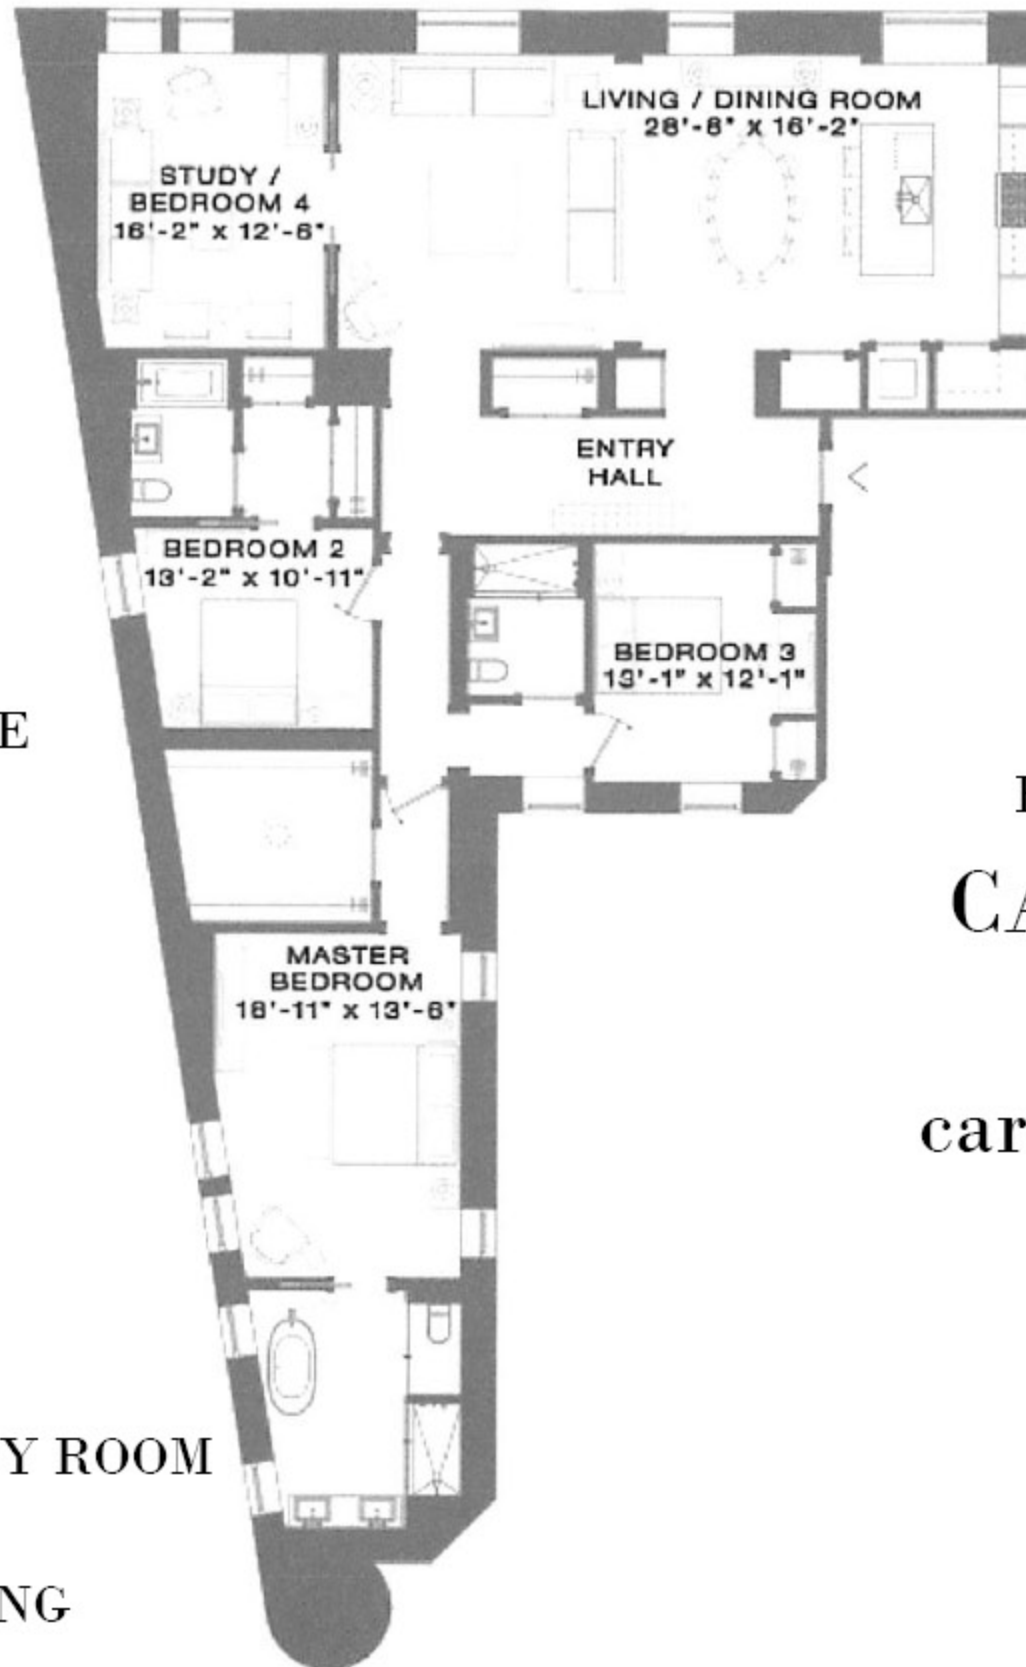 LIVING / DINING ROOM
28'-8" X 16'-2"
STUDY /
BEDROOM 4
16'-2" X 12'-6"
ENTRY
HALL
BEDROOM 2
13'-2" X 10'-11"
BEDROOM 3
13'-1" X 12'-1"
E
CA
MASTER
BEDROOM
18'-11" X 13'-6"
car
Y ROOM
NG